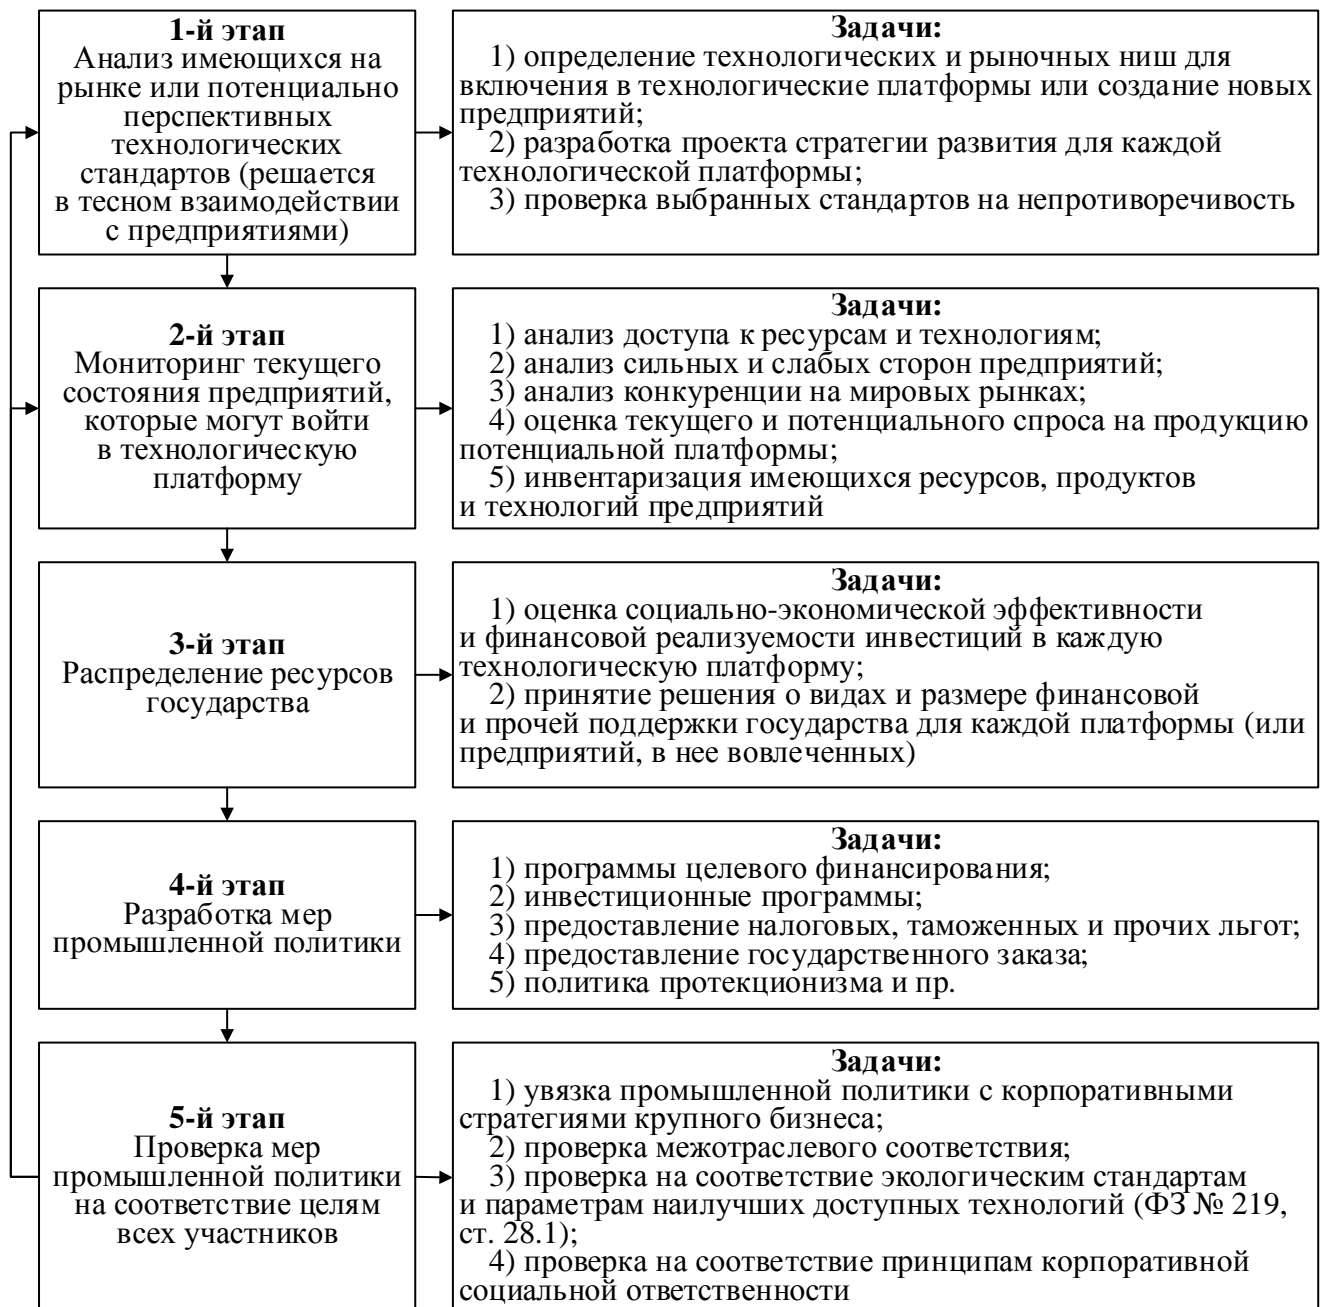 1-й этап
Анализ имеющихся на
рынке или потенциально
перспективных
технологических
стандартов (решается
в тесном взаимодействии
с предприятиями)
Задачи:
1) определение технологических и рыночных ниш для
включения в технологические платформы или создание новых
предприятий;
2) разработка проекта стратегии развития для каждой
технологической платформы;
3) проверка выбранных стандартов на непротиворечивость
2-й этап
Мониторинг текущего
состояния предприятий,
которые могут войти
в технологическую
платформу
Задачи:
1) анализ доступа к ресурсам и технологиям;
2) анализ сильных и слабых сторон предприятий;
3) анализ конкуренции на мировых рынках;
4) оценка текущего и потенциального спроса на продукцию
потенциальной платформы;
5) инвентаризация имеющихся ресурсов, продуктов
и технологий предприятий
3-й этап
Распределение ресурсов
государства
Задачи:
1) оценка социально-экономической эффективности
и финансовой реализуемости инвестиций в каждую
технологическую платформу;
2) принятие решения о видах и размере финансовой
и прочей поддержки государства для каждой платформы (или
предприятий, в нее вовлеченных)
4-й этап
Разработка мер
промышленной политики
Задачи:
1) программы целевого финансирования;
2) инвестиционные программы;
3) предоставление налоговых, таможенных и прочих льгот;
4) предоставление государственного заказа;
5) политика протекционизма и пр.
5-й этап
Проверка мер
промышленной политики
на соответствие целям
всех участников
Задачи:
1) увязка промышленной политики с корпоративными
стратегиями крупного бизнеса;
2) проверка межотраслевого соответствия;
3) проверка на соответствие экологическим стандартам
и параметрам наилучших доступных технологий (ФЗ № 219,
ст. 28.1);
4) проверка на соответствие принципам корпоративной
социальной ответственности